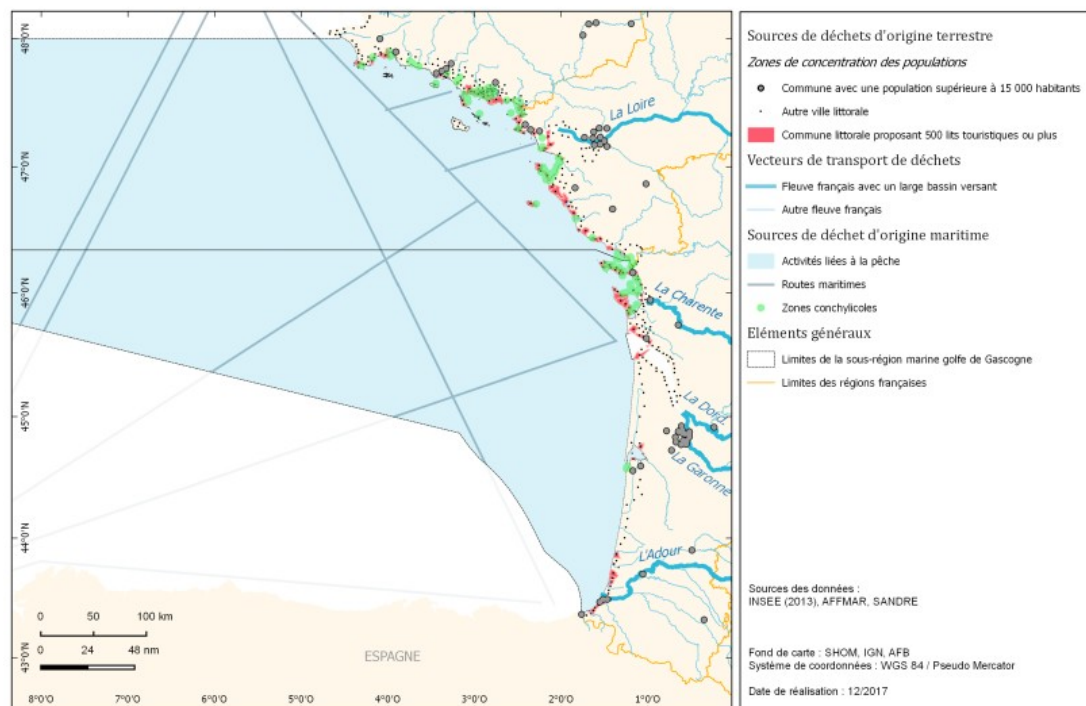 48°0'N
47°0'N
46°0'N
45°0'N
44°0'N
43°0'N
La Loire
La Charente
La Dord.
La Garonne
L'Adour
ESPAGNE
0 50 100 km
0 24 48 nm
8°0'O 7°0'O 6°0'O 5°0'O 4°0'O 3°0'O 2°0'O 1°0'O 0°0'
Sources de déchets d'origine terrestre
Zones de concentration des populations
Commune avec une population supérieure à 15 000 habitants
Autre ville littorale
Commune littorale proposant 500 lits touristiques ou plus
Vecteurs de transport de déchets
Fleuve français avec un large bassin versant
Autre fleuve français
Sources de déchet d'origine maritime
Activités liées à la pêche
Routes maritimes
Zones conchylicoles
Eléments généraux
Limites de la sous-région marine golfe de Gascogne
Limites des régions françaises
Sources des données :
INSEE (2013), AFFMAR, SANDRE
Fond de carte : SHOM, IGN, AFB
Système de coordonnées : WGS 84 / Pseudo Mercator
Date de réalisation : 12/2017